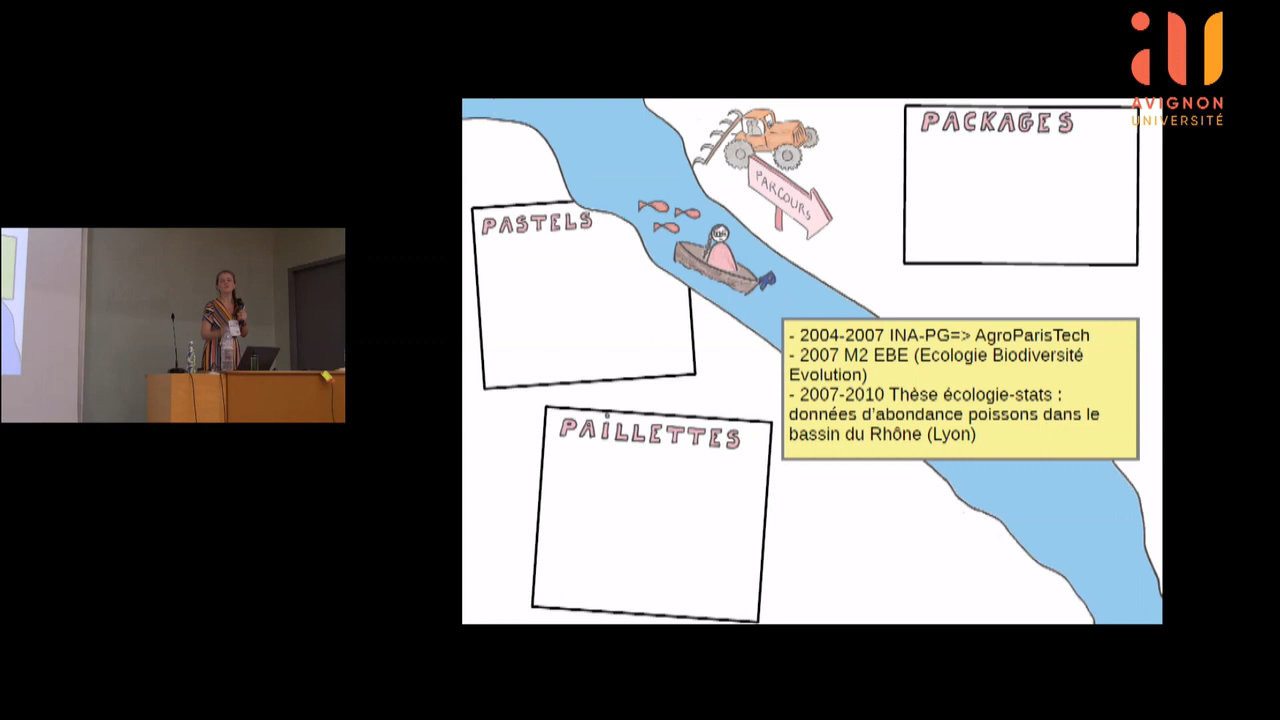 AVIGNON
UNIVERSITÉ
PACKAGES
PARCOURS
PASTELS
- 2004-2007 INA-PG=> AgroParisTech
- 2007 M2 EBE (Ecologie Biodiversité
Evolution)
- 2007-2010 Thèse écologie-stats :
données d'abondance poissons dans le
bassin du Rhône (Lyon)
PAILLETTES